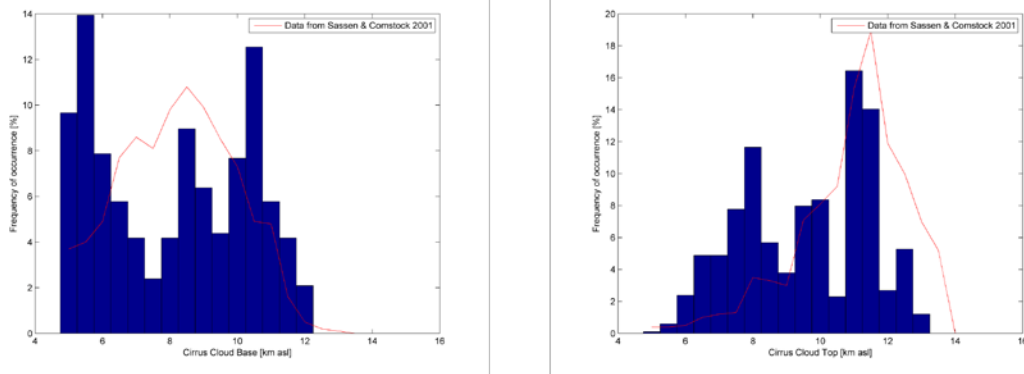 Data from Sassen & Comstock 2001
14
12
10
8
6
4
2
0
Frequency of occurrence [%]
4 6 8 10 12 14 16
Cirrus Cloud Base [km asl]
Data from Sassen & Comstock 2001
20
18
16
14
12
10
8
6
4
2
0
Frequency of occurrence [%]
4 6 8 10 12 14 16
Cirrus Cloud Top [km asl]